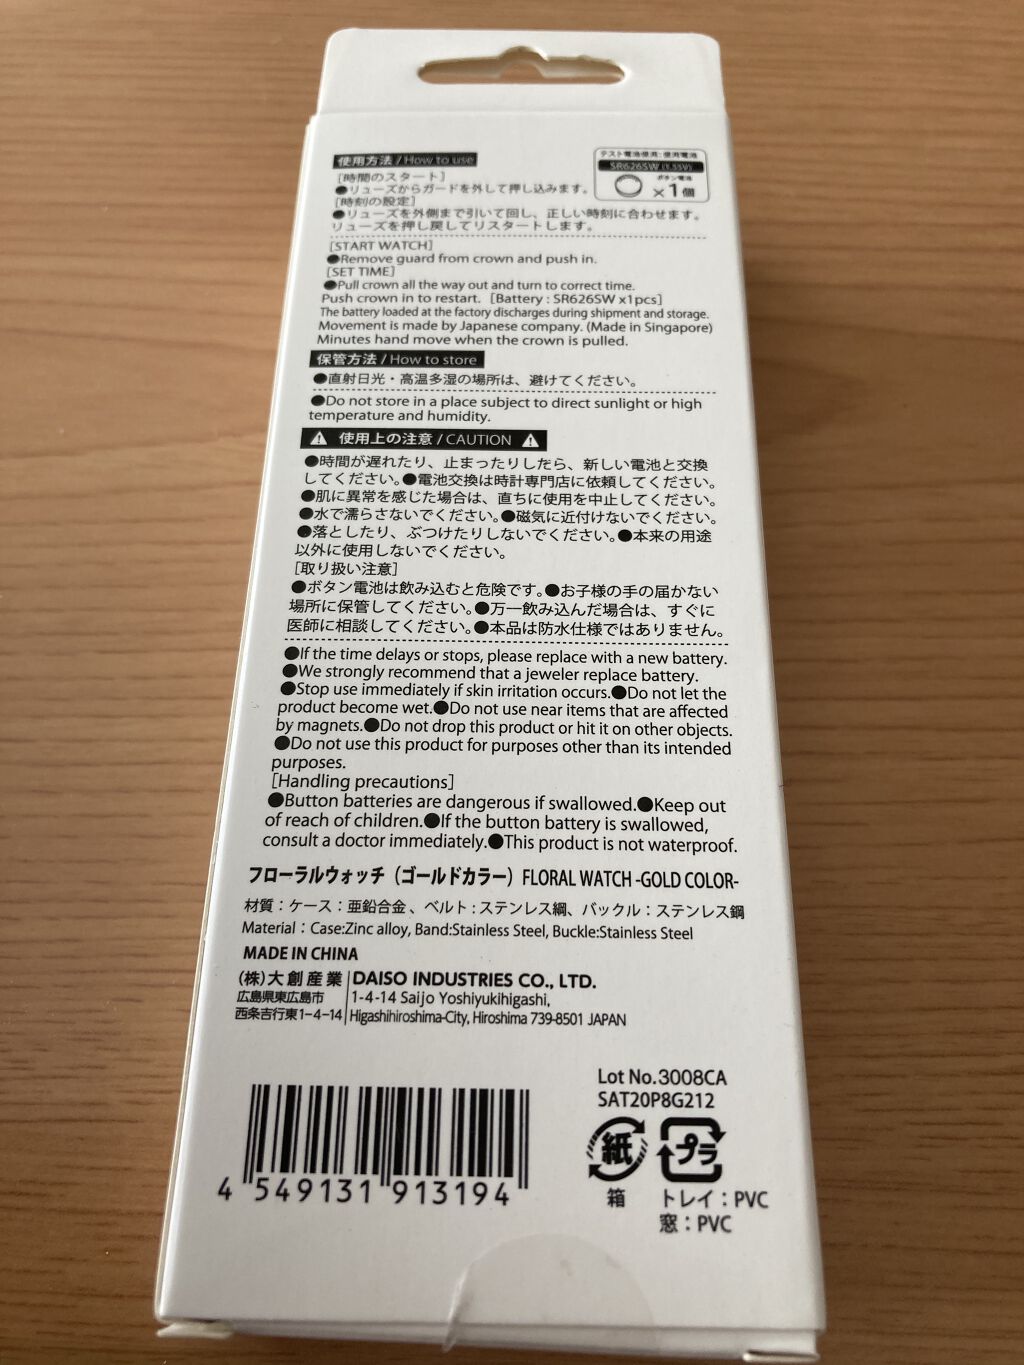 使用方法 / How to use
テスト電池使用:使用電池
SR626SW (1.55V)
ボタン電池
×1個
[時間のスタート]
●リューズからガードを外して押し込みます。
[時刻の設定]
●リューズを外側まで引いて回し、正しい時刻に合わせます。
リューズを押し戻してリスタートします。
[START WATCH]
●Remove guard from crown and push in.
[SET TIME]
●Pull crown all the way out and turn to correct time.
Push crown in to restart. [Battery : SR626SW x1pcs]
The battery loaded at the factory discharges during shipment and storage.
Movement is made by Japanese company. (Made in Singapore)
Minutes hand move when the crown is pulled.
保管方法 / How to store
●直射日光・高温多湿の場所は、避けてください。
●Do not store in a place subject to direct sunlight or high
temperature and humidity.
使用上の注意 / CAUTION
●時間が遅れたり、止まったりしたら、新しい電池と交換
してください。●電池交換は時計専門店に依頼してください。
●肌に異常を感じた場合は、直ちに使用を中止してください。
●水で濡らさないでください。●磁気に近付けないでください。
●落としたり、ぶつけたりしないでください。●本来の用途
以外に使用しないでください。
[取り扱い注意]
●ボタン電池は飲み込むと危険です。●お子様の手の届かない
場所に保管してください。●万一飲み込んだ場合は、すぐに
医師に相談してください。●本品は防水仕様ではありません。
●If the time delays or stops, please replace with a new battery.
●We strongly recommend that a jeweler replace battery.
●Stop use immediately if skin irritation occurs.●Do not let the
product become wet.●Do not use near items that are affected
by magnets.●Do not drop this product or hit it on other objects.
●Do not use this product for purposes other than its intended
purposes.
[Handling precautions]
●Button batteries are dangerous if swallowed.●Keep out
of reach of children.●If the button battery is swallowed,
consult a doctor immediately.●This product is not waterproof.
フローラルウォッチ（ゴールドカラー）FLORAL WATCH -GOLD COLOR-
材質：ケース：亜鉛合金、ベルト：ステンレス鋼、バックル：ステンレス鋼
Material：Case:Zinc alloy, Band:Stainless Steel, Buckle:Stainless Steel
MADE IN CHINA
(株)大創産業
広島県東広島市
西条吉行東1-4-14
DAISO INDUSTRIES CO., LTD.
1-4-14 Saijo Yoshiyukihigashi,
Higashihiroshima-City, Hiroshima 739-8501 JAPAN
Lot No.3008CA
SAT20P8G212
4 549131 913194
紙
箱
プラ
トレイ：PVC
窓：PVC